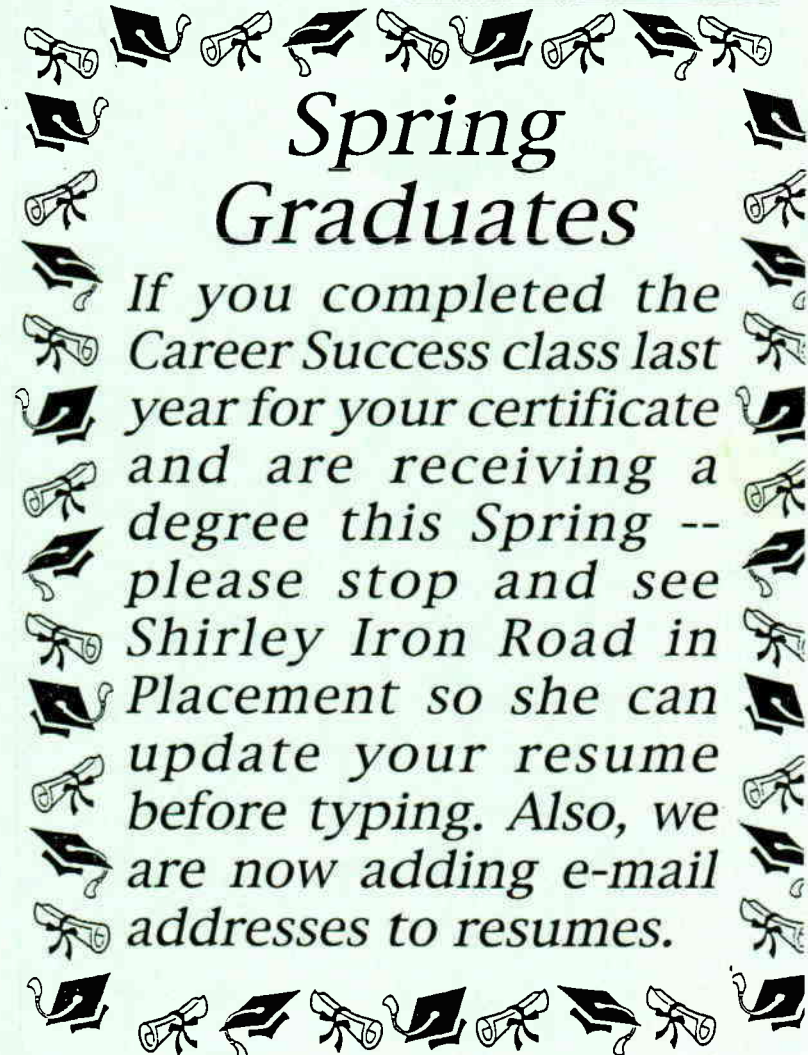 Spring
Graduates
If you completed the
Career Success class last
year for your certificate
and are receiving a
degree this Spring --
please stop and see
Shirley Iron Road in
Placement so she can
update your resume
before typing. Also, we
are now adding e-mail
addresses to resumes.